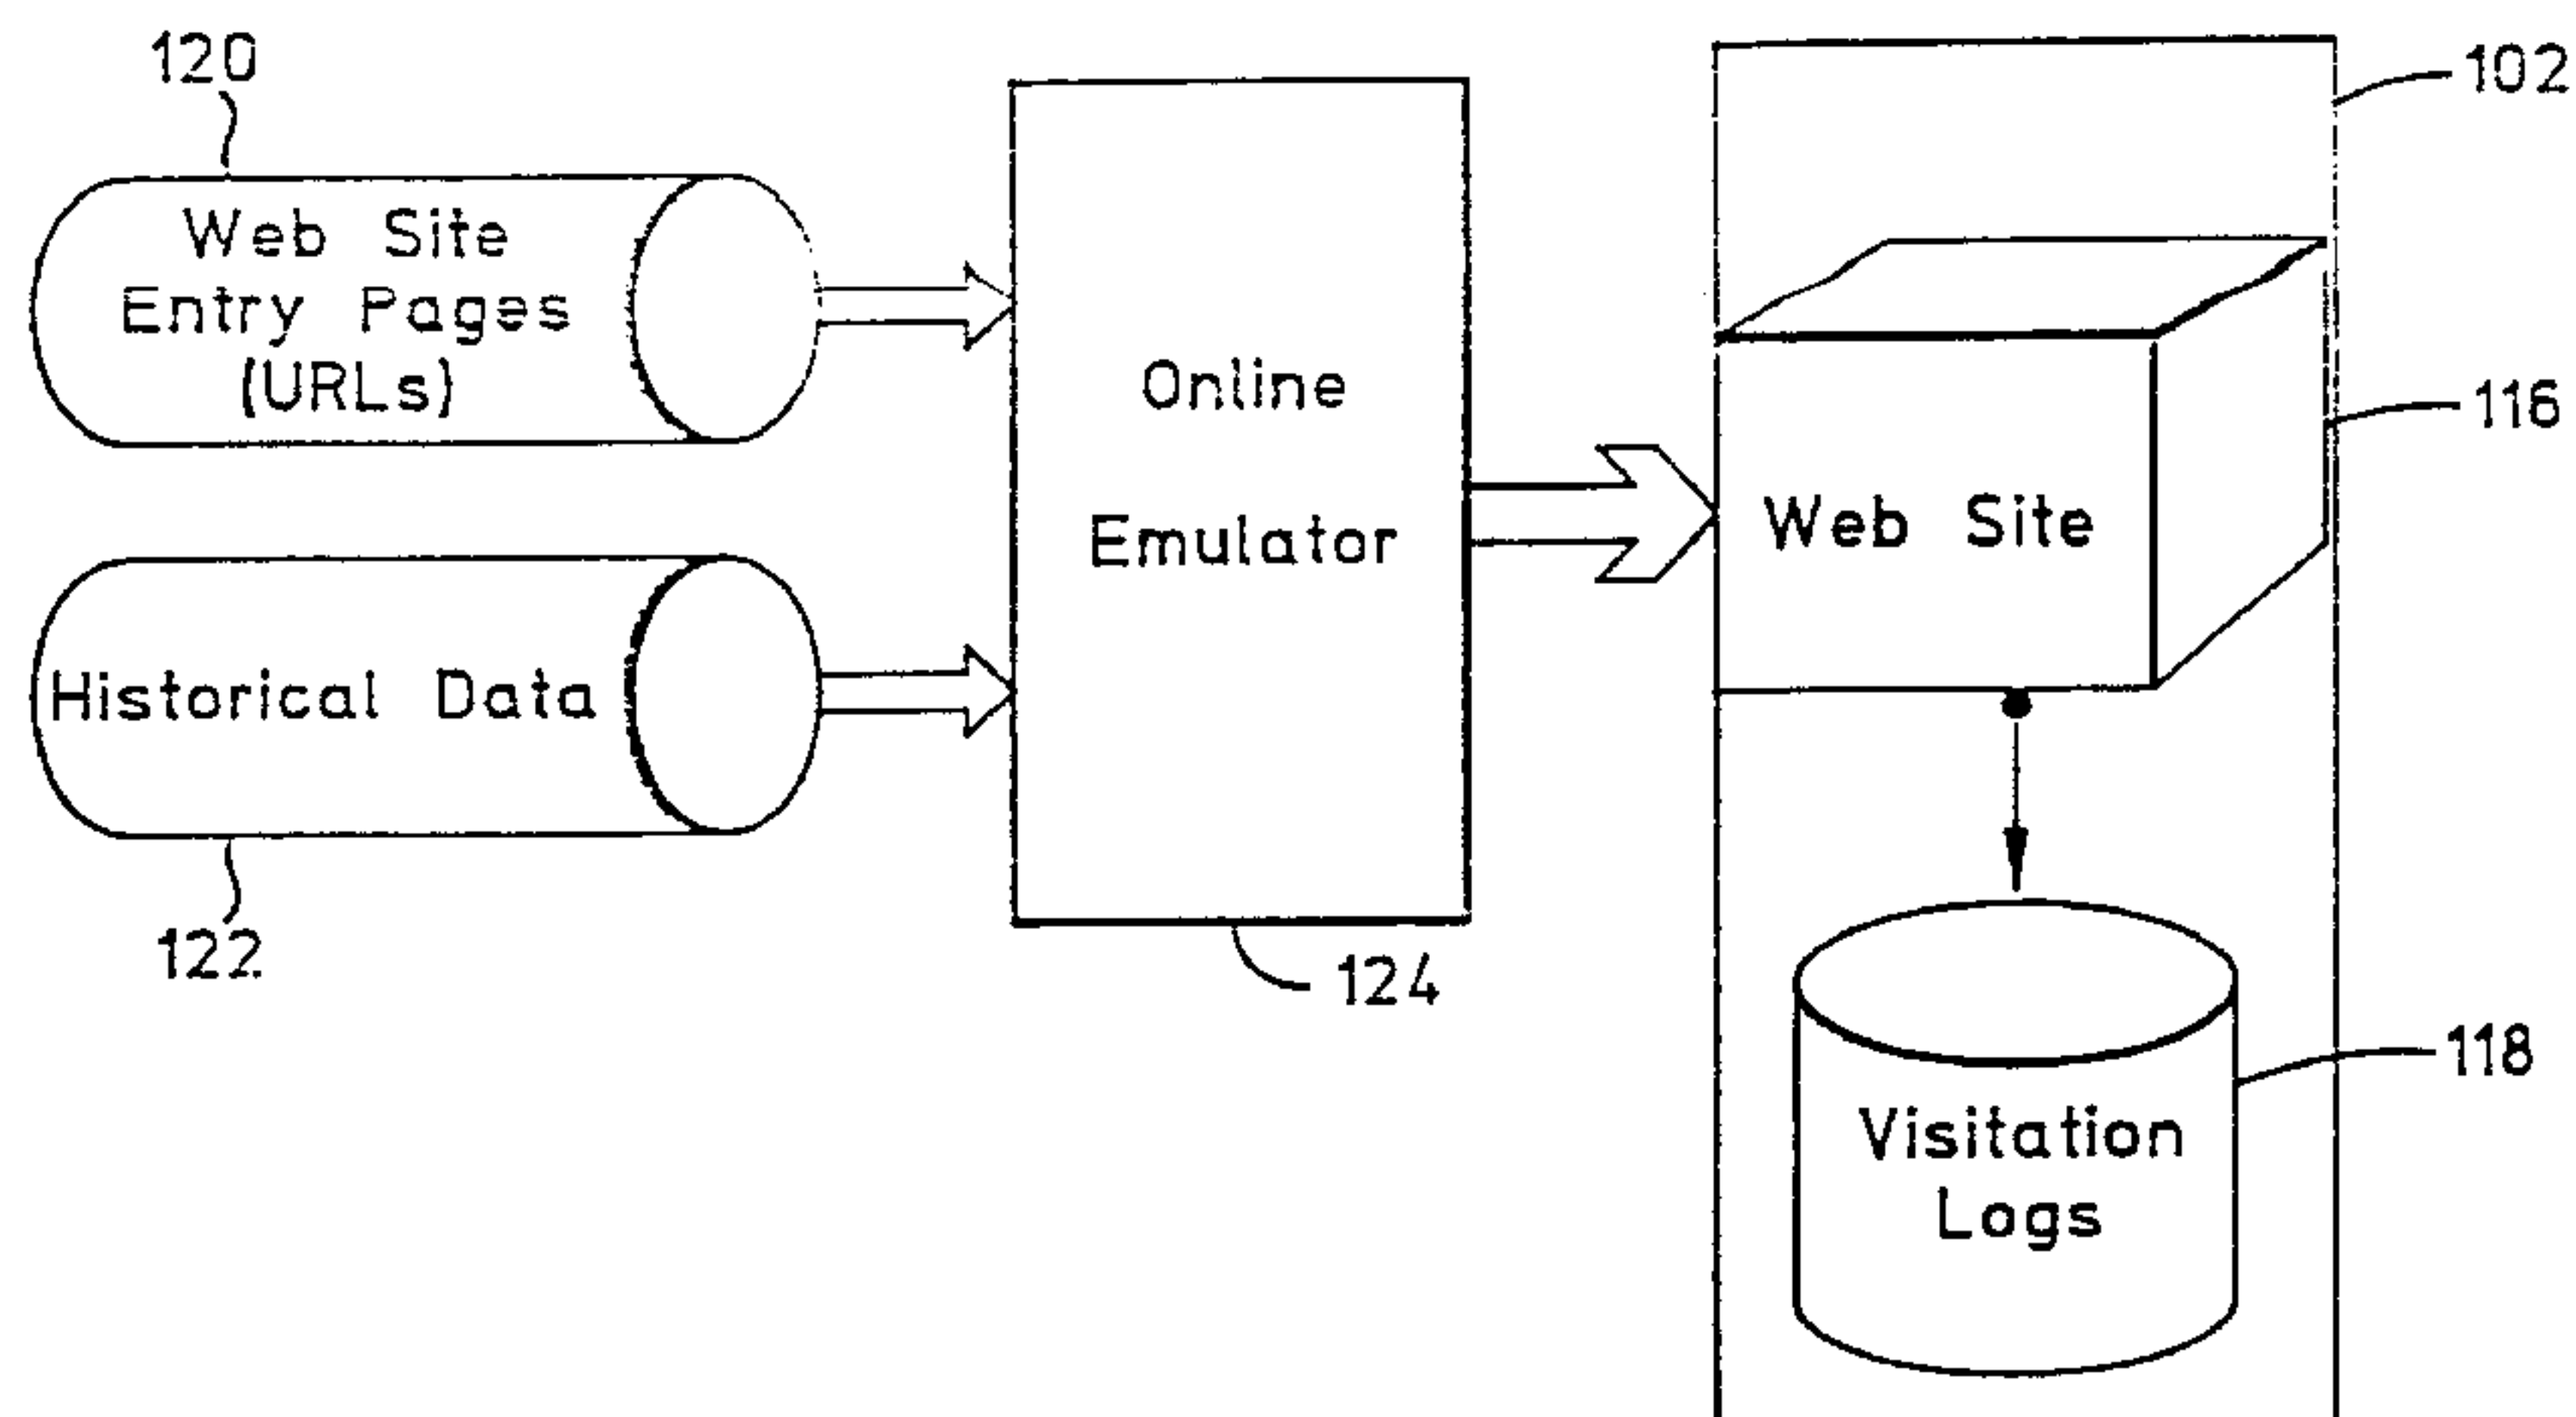 120
Web Site
Entry Pages
(URLs)
Historical Data
122
Online
Emulator
124
102
Web Site
116
Visitation
Logs
118